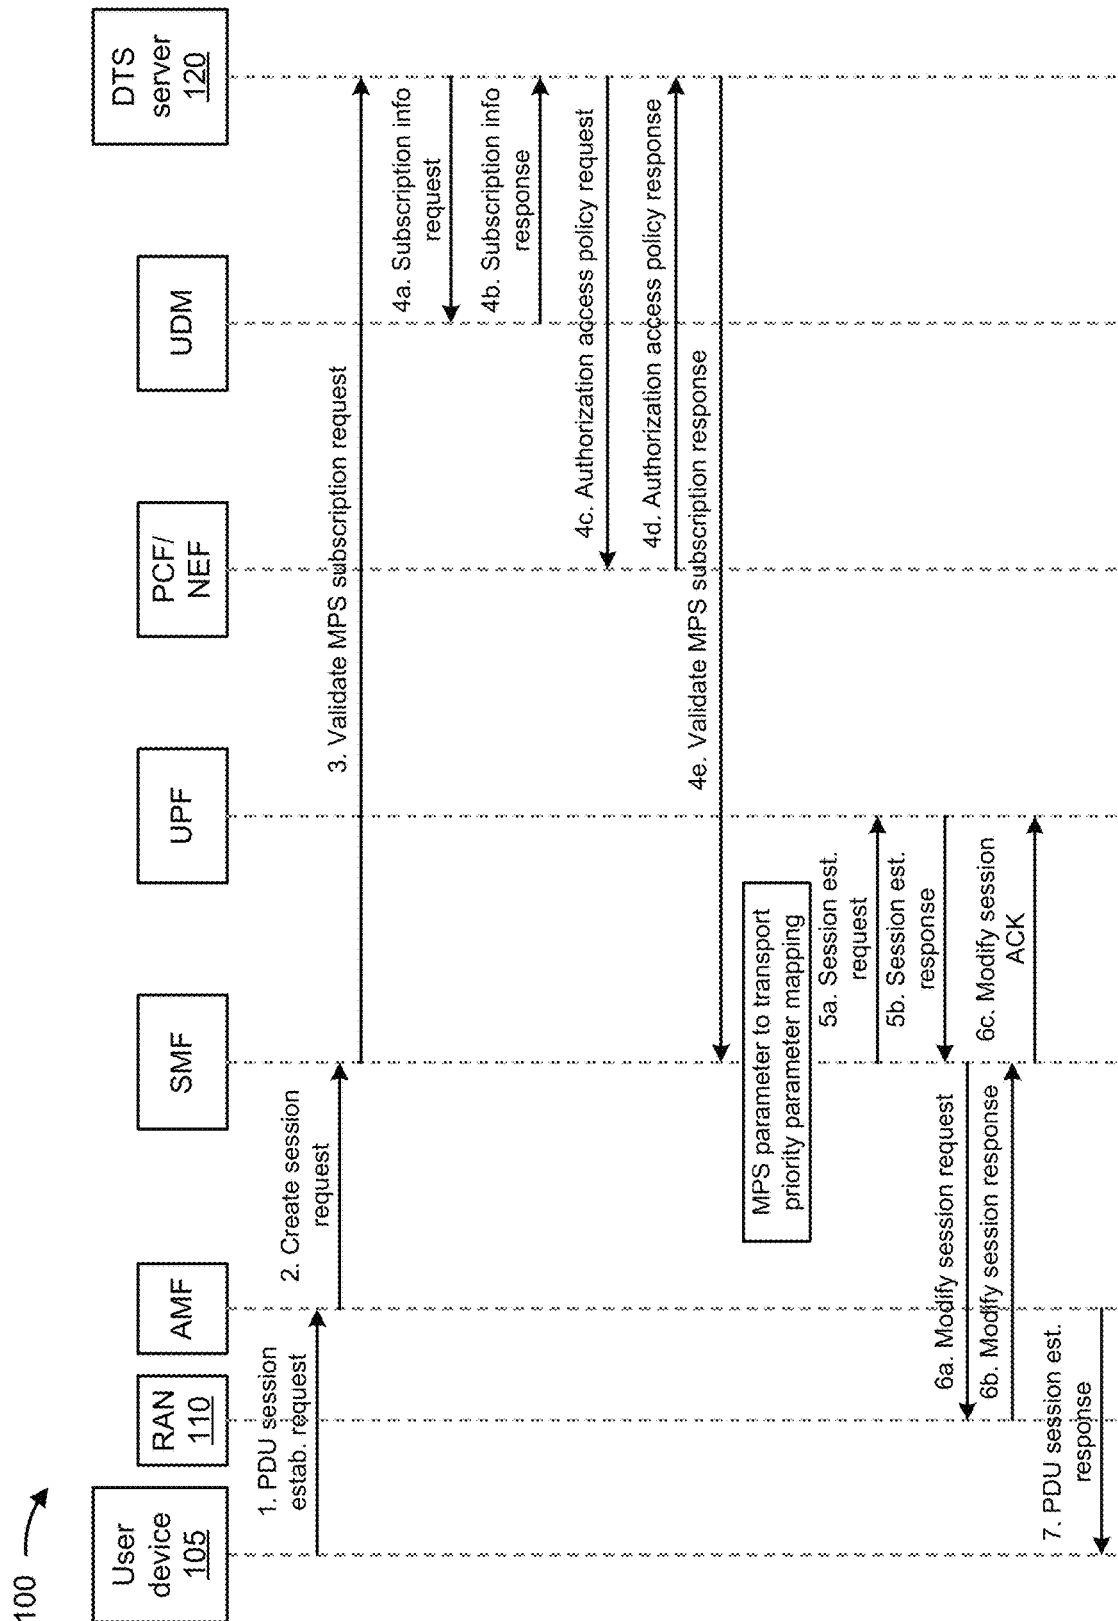 100
User
device
105
RAN
110
AMF
SMF
UPF
PCF/
NEF
UDM
DTS
server
120
1. PDU session
estab. request
2. Create session
request
3. Validate MPS subscription request
4a. Subscription info
request
4b. Subscription info
response
4c. Authorization access policy request
4d. Authorization access policy response
4e. Validate MPS subscription response
MPS parameter to transport
priority parameter mapping
5a. Session est.
request
5b. Session est.
response
6a. Modify session request
6b. Modify session response
6c. Modify session
ACK
7. PDU session est.
response